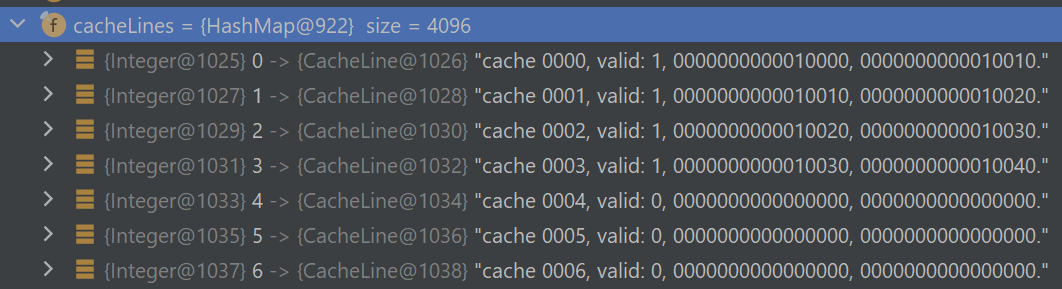 f cacheLines = {HashMap@922} size = 4096
{Integer@1025} 0 -> {CacheLine@1026} "cache 0000, valid: 1, 0000000000010000, 0000000000010010."
{Integer@1027} 1 -> {CacheLine@1028} "cache 0001, valid: 1, 0000000000010010, 0000000000010020."
{Integer@1029} 2 -> {CacheLine@1030} "cache 0002, valid: 1, 0000000000010020, 0000000000010030."
{Integer@1031} 3 -> {CacheLine@1032} "cache 0003, valid: 1, 0000000000010030, 0000000000010040."
{Integer@1033} 4 -> {CacheLine@1034} "cache 0004, valid: 0, 0000000000000000, 0000000000000000."
{Integer@1035} 5 -> {CacheLine@1036} "cache 0005, valid: 0, 0000000000000000, 0000000000000000."
{Integer@1037} 6 -> {CacheLine@1038} "cache 0006, valid: 0, 0000000000000000, 0000000000000000."